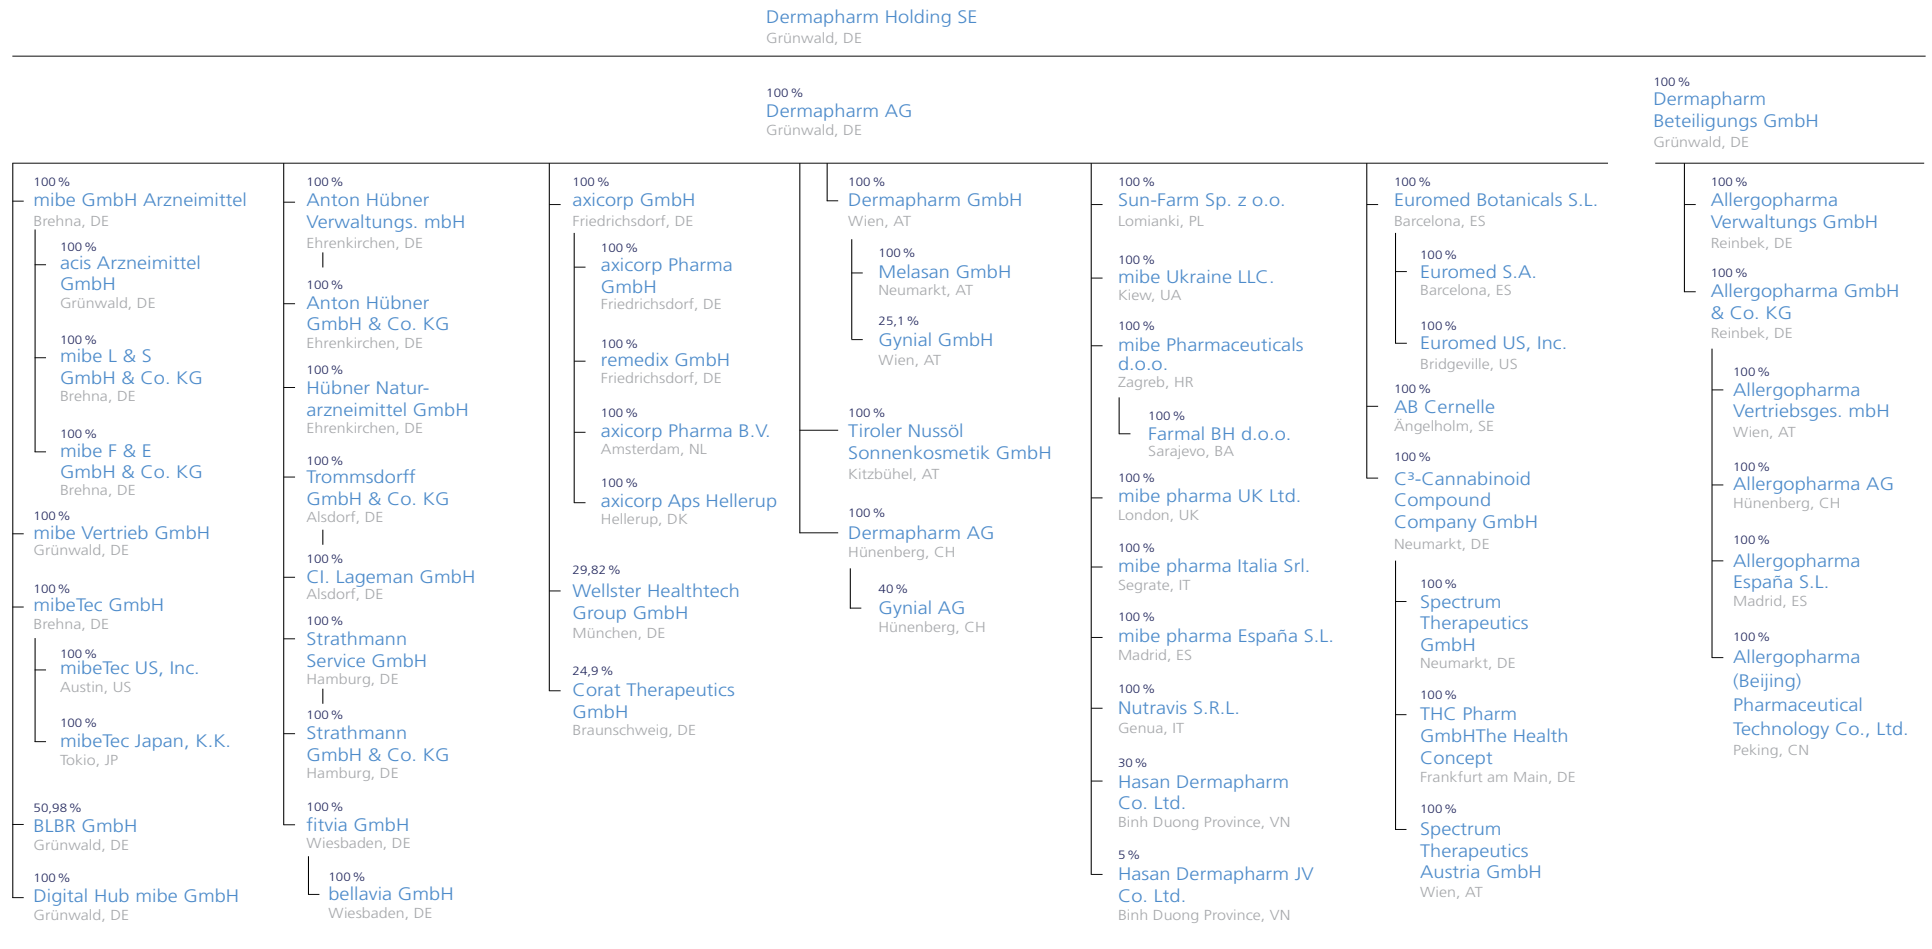 Dermapharm Holding SE
Grünwald, DE
100 %
Dermapharm AG
Grünwald, DE
100 %
Dermapharm
Beteiligungs GmbH
Grünwald, DE
100 %
mibe GmbH Arzneimittel
Brehna, DE
100 %
acis Arzneimittel
GmbH
Grünwald, DE
100 %
mibe L & S
GmbH & Co. KG
Brehna, DE
100 %
mibe F & E
GmbH & Co. KG
Brehna, DE
100 %
mibe Vertrieb GmbH
Grünwald, DE
100 %
mibeTec GmbH
Brehna, DE
100 %
mibeTec US, Inc.
Austin, US
100 %
mibeTec Japan, K.K.
Tokio, JP
50,98 %
BLBR GmbH
Grünwald, DE
100 %
Digital Hub mibe GmbH
Grünwald, DE
100 %
Anton Hübner
Verwaltungs. mbH
Ehrenkirchen, DE
100 %
Anton Hübner
GmbH & Co. KG
Ehrenkirchen, DE
100 %
Hübner Natur-
arzneimittel GmbH
Ehrenkirchen, DE
100 %
Trommsdorff
GmbH & Co. KG
Alsdorf, DE
100 %
CI. Lageman GmbH
Alsdorf, DE
100 %
Strathmann
Service GmbH
Hamburg, DE
100 %
Strathmann
GmbH & Co. KG
Hamburg, DE
100 %
fitvia GmbH
Wiesbaden, DE
100 %
bellavia GmbH
Wiesbaden, DE
100 %
axicorp GmbH
Friedrichsdorf, DE
100 %
axicorp Pharma
GmbH
Friedrichsdorf, DE
100 %
remedix GmbH
Friedrichsdorf, DE
100 %
axicorp Pharma B.V.
Amsterdam, NL
100 %
axicorp Aps Hellerup
Hellerup, DK
29,82 %
Wellster Healthtech
Group GmbH
München, DE
24,9 %
Corat Therapeutics
GmbH
Braunschweig, DE
100 %
Dermapharm GmbH
Wien, AT
100 %
Melasan GmbH
Neumarkt, AT
25,1 %
Gynial GmbH
Wien, AT
100 %
Tiroler Nussöl
Sonnenkosmetik GmbH
Kitzbühel, AT
100 %
Dermapharm AG
Hünenberg, CH
40 %
Gynial AG
Hünenberg, CH
100 %
Sun-Farm Sp. z o.o.
Lomianki, PL
100 %
mibe Ukraine LLC.
Kiew, UA
100 %
mibe Pharmaceuticals
d.o.o.
Zagreb, HR
100 %
Farmal BH d.o.o.
Sarajevo, BA
100 %
mibe pharma UK Ltd.
London, UK
100 %
mibe pharma Italia Srl.
Segrate, IT
100 %
mibe pharma España S.L.
Madrid, ES
100 %
Nutravis S.R.L.
Genua, IT
30 %
Hasan Dermapharm
Co. Ltd.
Binh Duong Province, VN
5 %
Hasan Dermapharm JV
Co. Ltd.
Binh Duong Province, VN
100 %
Euromed Botanicals S.L.
Barcelona, ES
100 %
Euromed S.A.
Barcelona, ES
100 %
Euromed US, Inc.
Bridgeville, US
100 %
AB Cernelle
Ängelholm, SE
100 %
C³-Cannabinoid
Compound
Company GmbH
Neumarkt, DE
100 %
Spectrum
Therapeutics
GmbH
Neumarkt, DE
100 %
THC Pharm
GmbHThe Health
Concept
Frankfurt am Main, DE
100 %
Spectrum
Therapeutics
Austria GmbH
Wien, AT
100 %
Allergopharma
Verwaltungs GmbH
Reinbek, DE
100 %
Allergopharma GmbH
& Co. KG
Reinbek, DE
100 %
Allergopharma
Vertriebsges. mbH
Wien, AT
100 %
Allergopharma AG
Hünenberg, CH
100 %
Allergopharma
España S.L.
Madrid, ES
100 %
Allergopharma
(Beijing)
Pharmaceutical
Technology Co., Ltd.
Peking, CN